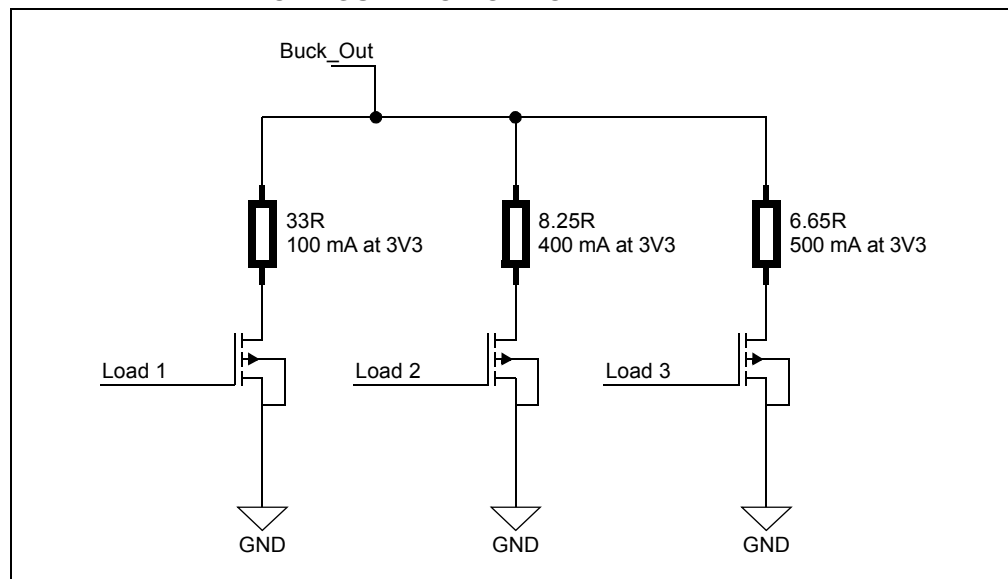 Buck_Out
33R
100 mA at 3V3
8.25R
400 mA at 3V3
6.65R
500 mA at 3V3
Load 1
Load 2
Load 3
GND
GND
GND